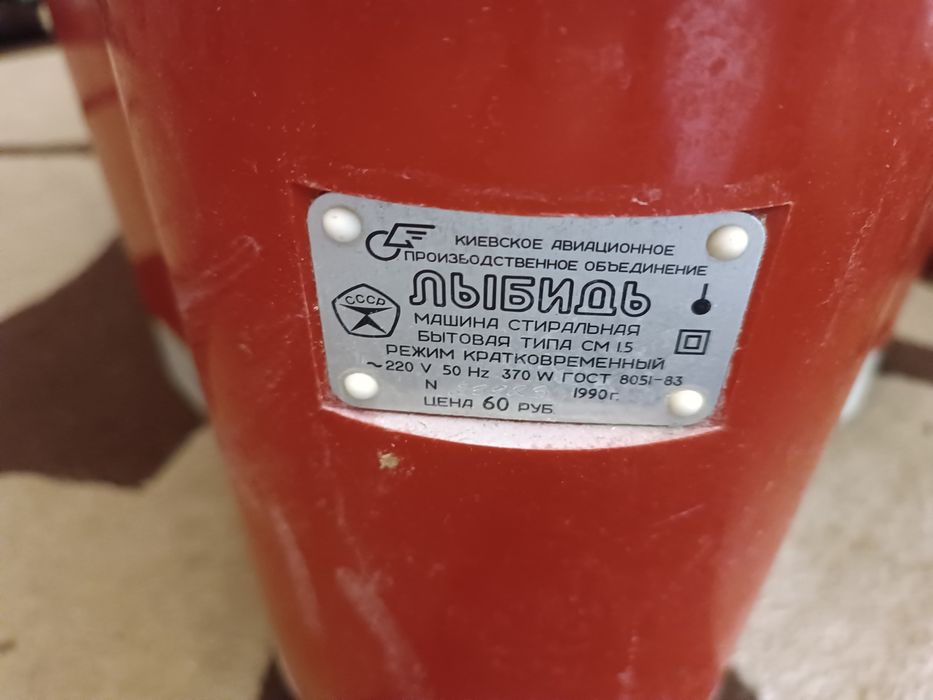 КИЕВСКОЕ АВИАЦИОННОЕ
ПРОИЗВОДСТВЕННОЕ ОБЪЕДИНЕНИЕ
СССР
ЛЫБИДЬ
МАШИНА СТИРАЛЬНАЯ
БЫТОВАЯ ТИПА СМ 1.5
РЕЖИМ КРАТКОВРЕМЕННЫЙ
~220 V 50 Hz 370 W ГОСТ 8051-83
N 1990 г.
ЦЕНА 60 РУБ